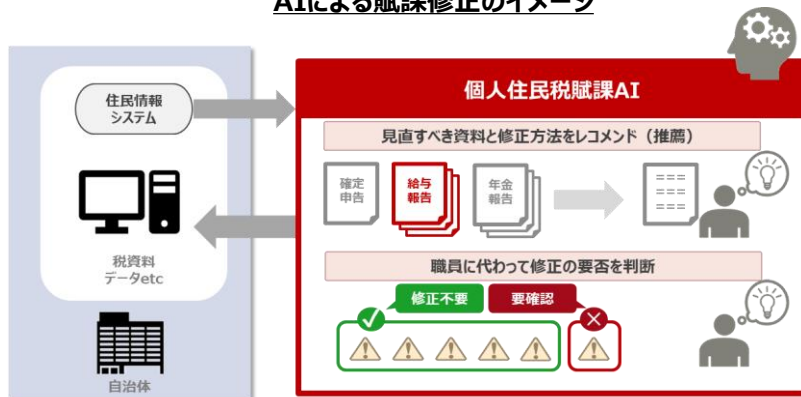 AIによる賦課修正のイメージ
住民情報
システム
税資料
データetc
自治体
個人住民税賦課AI
見直すべき資料と修正方法をレコメンド（推薦）
確定
申告
給与
報告
年金
報告
職員に代わって修正の要否を判断
修正不要
要確認